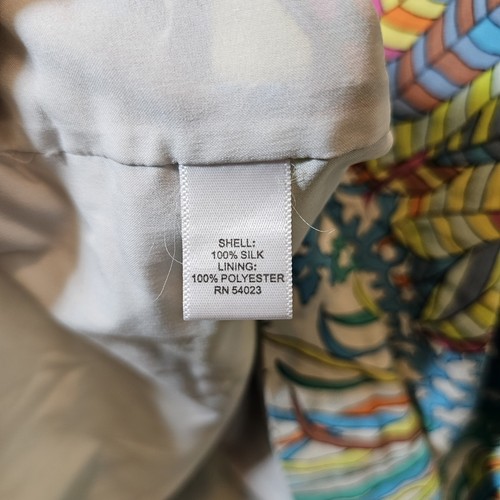 SHELL:
100% SILK
LINING:
100% POLYESTER
RN 54023